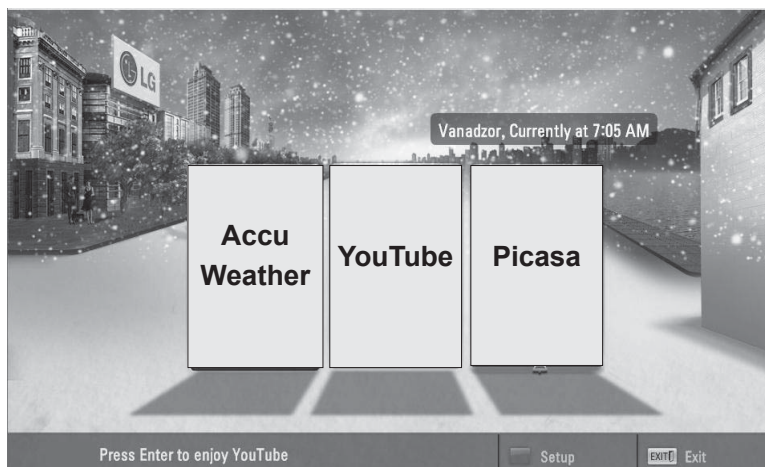 LG
Vanadzor, Currently at 7:05 AM
Accu
Weather
YouTube
Picasa
Press Enter to enjoy YouTube
Setup
EXIT
Exit